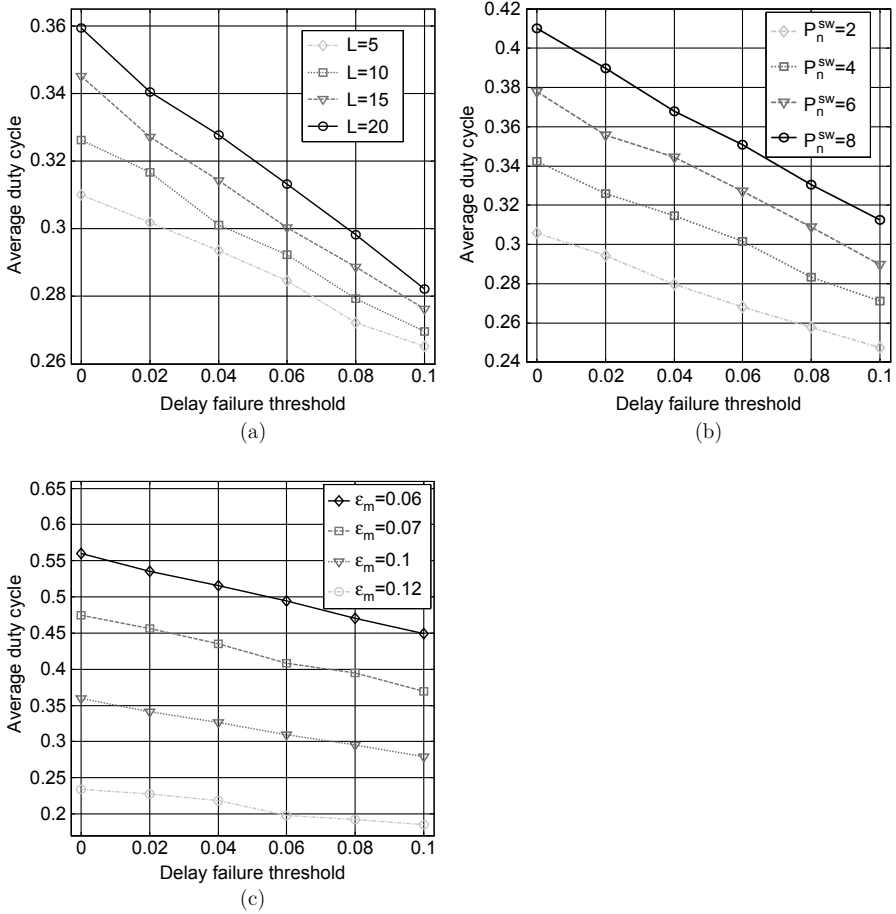 0.36
0.34
0.32
0.3
0.28
0.26
Average duty cycle
L=5
L=10
L=15
L=20
0 0.02 0.04 0.06 0.08 0.1
Delay failure threshold
(a)
0.42
0.4
0.38
0.36
0.34
0.32
0.3
0.28
0.26
0.24
Average duty cycle
P_n^sw=2
P_n^sw=4
P_n^sw=6
P_n^sw=8
0 0.02 0.04 0.06 0.08 0.1
Delay failure threshold
(b)
0.65
0.6
0.55
0.5
0.45
0.4
0.35
0.3
0.25
0.2
Average duty cycle
ε_m=0.06
ε_m=0.07
ε_m=0.1
ε_m=0.12
0 0.02 0.04 0.06 0.08 0.1
Delay failure threshold
(c)